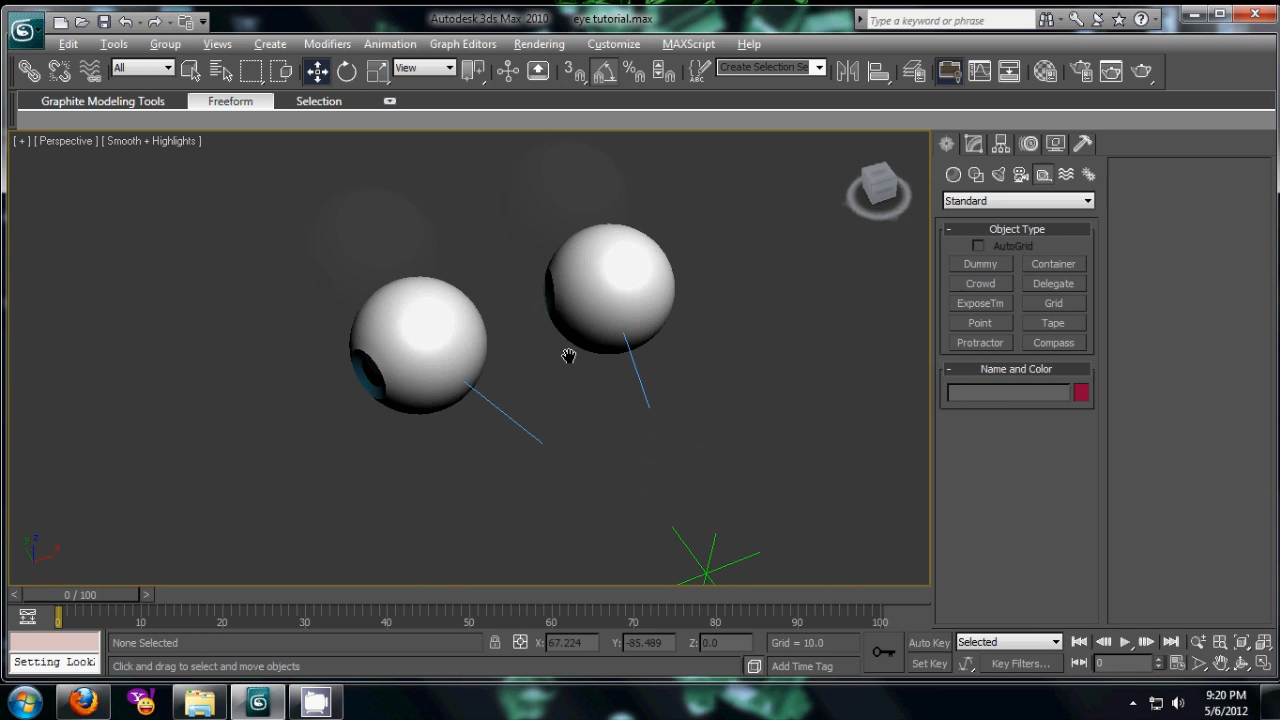 Autodesk 3ds Max 2010 eye tutorial.max
Type a keyword or phrase
Edit Tools Group Views Create Modifiers Animation Graph Editors Rendering Customize MAXScript Help
All View Create Selection Se
Graphite Modeling Tools Freeform Selection
[ + ] [ Perspective ] [ Smooth + Highlights ]
Standard
- Object Type
AutoGrid
Dummy Container
Crowd Delegate
ExposeTm Grid
Point Tape
Protractor Compass
- Name and Color
z
y x
< 0 / 100 >
0 10 20 30 40 50 60 70 80 90 100
None Selected X: 67.224 Y: -85.489 Z: 0.0 Grid = 10.0 Auto Key Selected
Setting Look Click and drag to select and move objects Add Time Tag Set Key Key Filters... 0
9:20 PM
5/6/2012